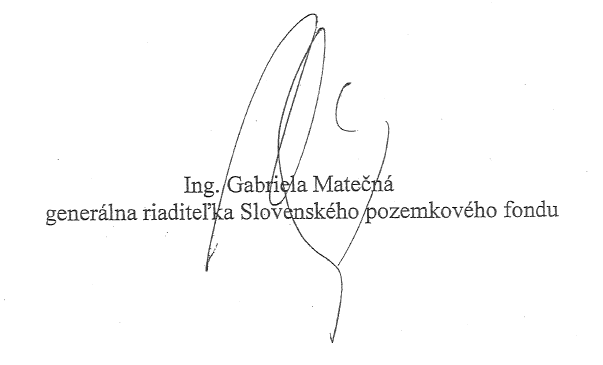 Ing. Gabriela Matečná
generálna riaditeľka Slovenského pozemkového fondu